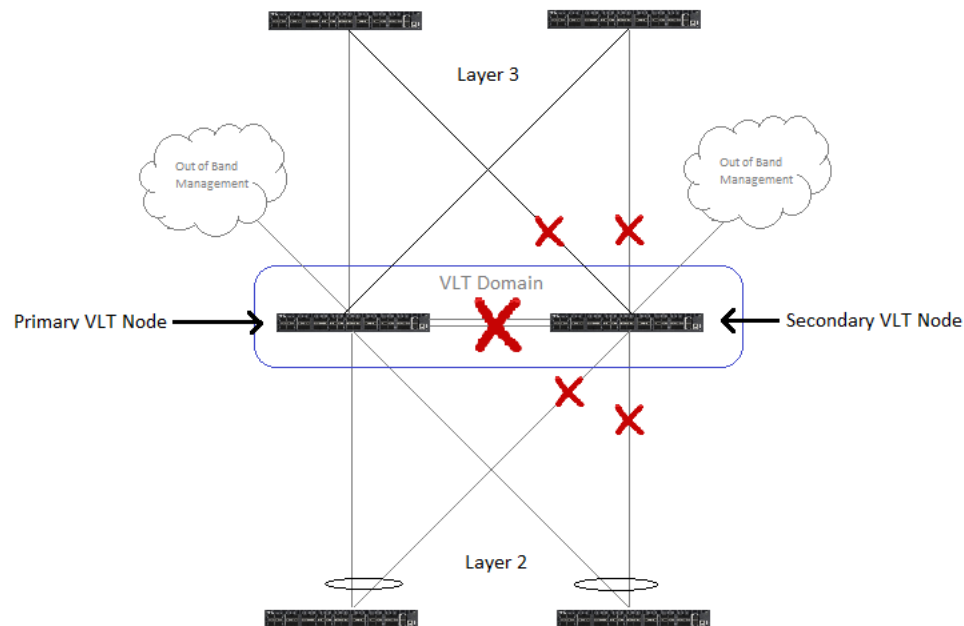 Layer 3
Out of Band
Management
Out of Band
Management
VLT Domain
Primary VLT Node
Secondary VLT Node
Layer 2